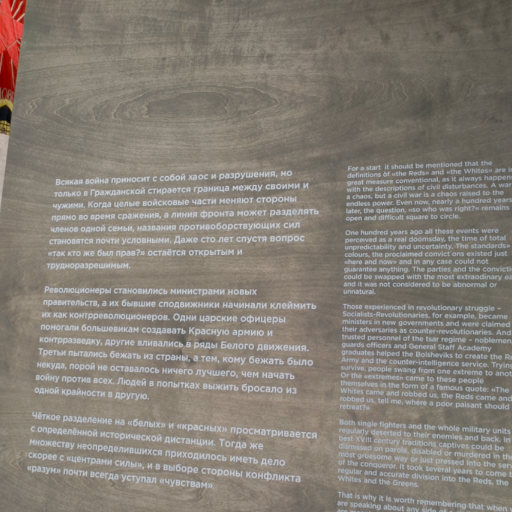 Всякая война приносит с собой хаос и разрушения, но
только в Гражданской стирается граница между своими и
чужими. Когда целые войсковые части меняют стороны
прямо во время сражения, а линия фронта может разделять
членов одной семьи, названия противоборствующих сил
становятся почти условными. Даже сто лет спустя вопрос
«так кто же был прав?» остаётся открытым и
трудноразрешимым.
Революционеры становились министрами новых
правительств, а их бывшие сподвижники начинали клеймить
их как контрреволюционеров. Одни царские офицеры
помогали большевикам создавать Красную армию и
контрразведку, другие вливались в ряды Белого движения.
Третьи пытались бежать из страны, а тем, кому бежать было
некуда, порой не оставалось ничего лучшего, чем начать
войну против всех. Людей в попытках выжить бросало из
одной крайности в другую.
Чёткое разделение на «белых» и «красных» просматривается
с определённой исторической дистанции. Тогда же
множеству неопределившихся приходилось иметь дело
скорее с «центрами силы», и в выборе стороны конфликта
«разум» почти всегда уступал «чувствам».
For a start it should be mentioned that the
definitions of «the Reds» and «the Whites» are in
great measure conventional, as it always happens
with the descriptions of civil disturbances. A war
a chaos, but a civil war is a chaos raised to the
endless power. Even now, nearly a hundred years
later, the question, «so who was right?» remains
open and difficult square to circle.
One hundred years ago all these events were
perceived as a real doomsday, the time of total
unpredictability and uncertainty. The standards»
colours, the proclaimed convictions existed just
«here and now» and in any case could not
guarantee anything. The parties and the convictio
could be swapped with the most extraordinary ea
and it was not considered to be abnormal or
unnatural.
Those experienced in revolutionary struggle –
Socialists-Revolutionaries, for example, became
ministers in new governments and were claimed
their adversaries as counter-revolutionaries. And
trusted personnel of the tsar regime – noblemen
guards officers and General Staff Academy
graduates helped the Bolsheviks to create the Re
Army and the counter-intelligence service. Trying
survive, people swang from one extreme to anot
Or the «extremes» came to these people
themselves in the form of a famous quote: «The
Whites came and robbed us, the Reds came and
robbed us, tell me, where a poor paisant should
retreat?»
Both single fighters and the whole military units
regularly deserted to their enemies and back. In
best XVIII century traditions captives could be
dismissed on parols, disabled or murdered in the
most gruesome way or just pressed into the serv
of the conqueror. It took several years to come t
regular and accurate division into the Reds, the
Whites and the Greens.
That is why it is worth remembering that when w
are speaking about any side of